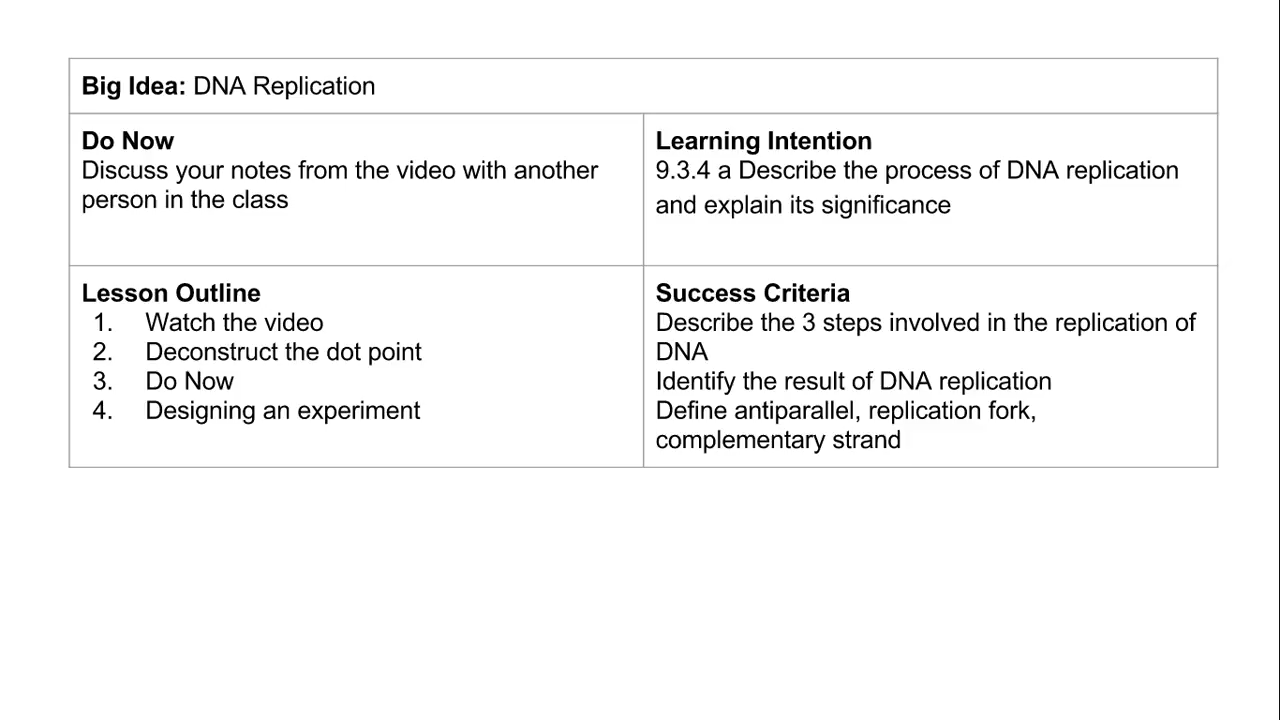 Big Idea: DNA Replication
Do Now
Discuss your notes from the video with another
person in the class
Learning Intention
9.3.4 a Describe the process of DNA replication
and explain its significance
Lesson Outline
1. Watch the video
2. Deconstruct the dot point
3. Do Now
4. Designing an experiment
Success Criteria
Describe the 3 steps involved in the replication of
DNA
Identify the result of DNA replication
Define antiparallel, replication fork,
complementary strand